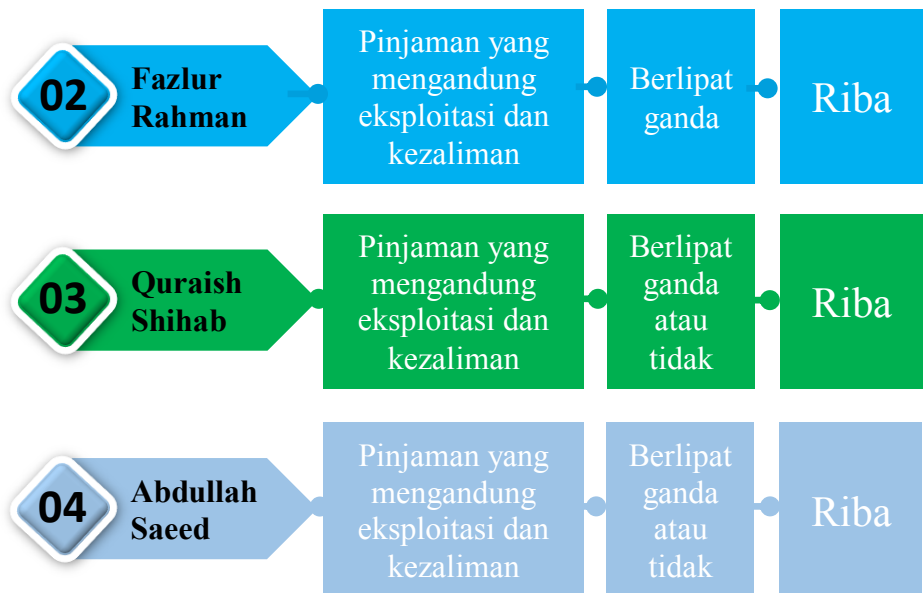 02
Fazlur
Rahman
Pinjaman yang
mengandung
eksploitasi dan
kezaliman
Berlipat
ganda
Riba
03
Quraish
Shihab
Pinjaman yang
mengandung
eksploitasi dan
kezaliman
Berlipat
ganda
atau
tidak
Riba
04
Abdullah
Saeed
Pinjaman yang
mengandung
eksploitasi dan
kezaliman
Berlipat
ganda
atau
tidak
Riba